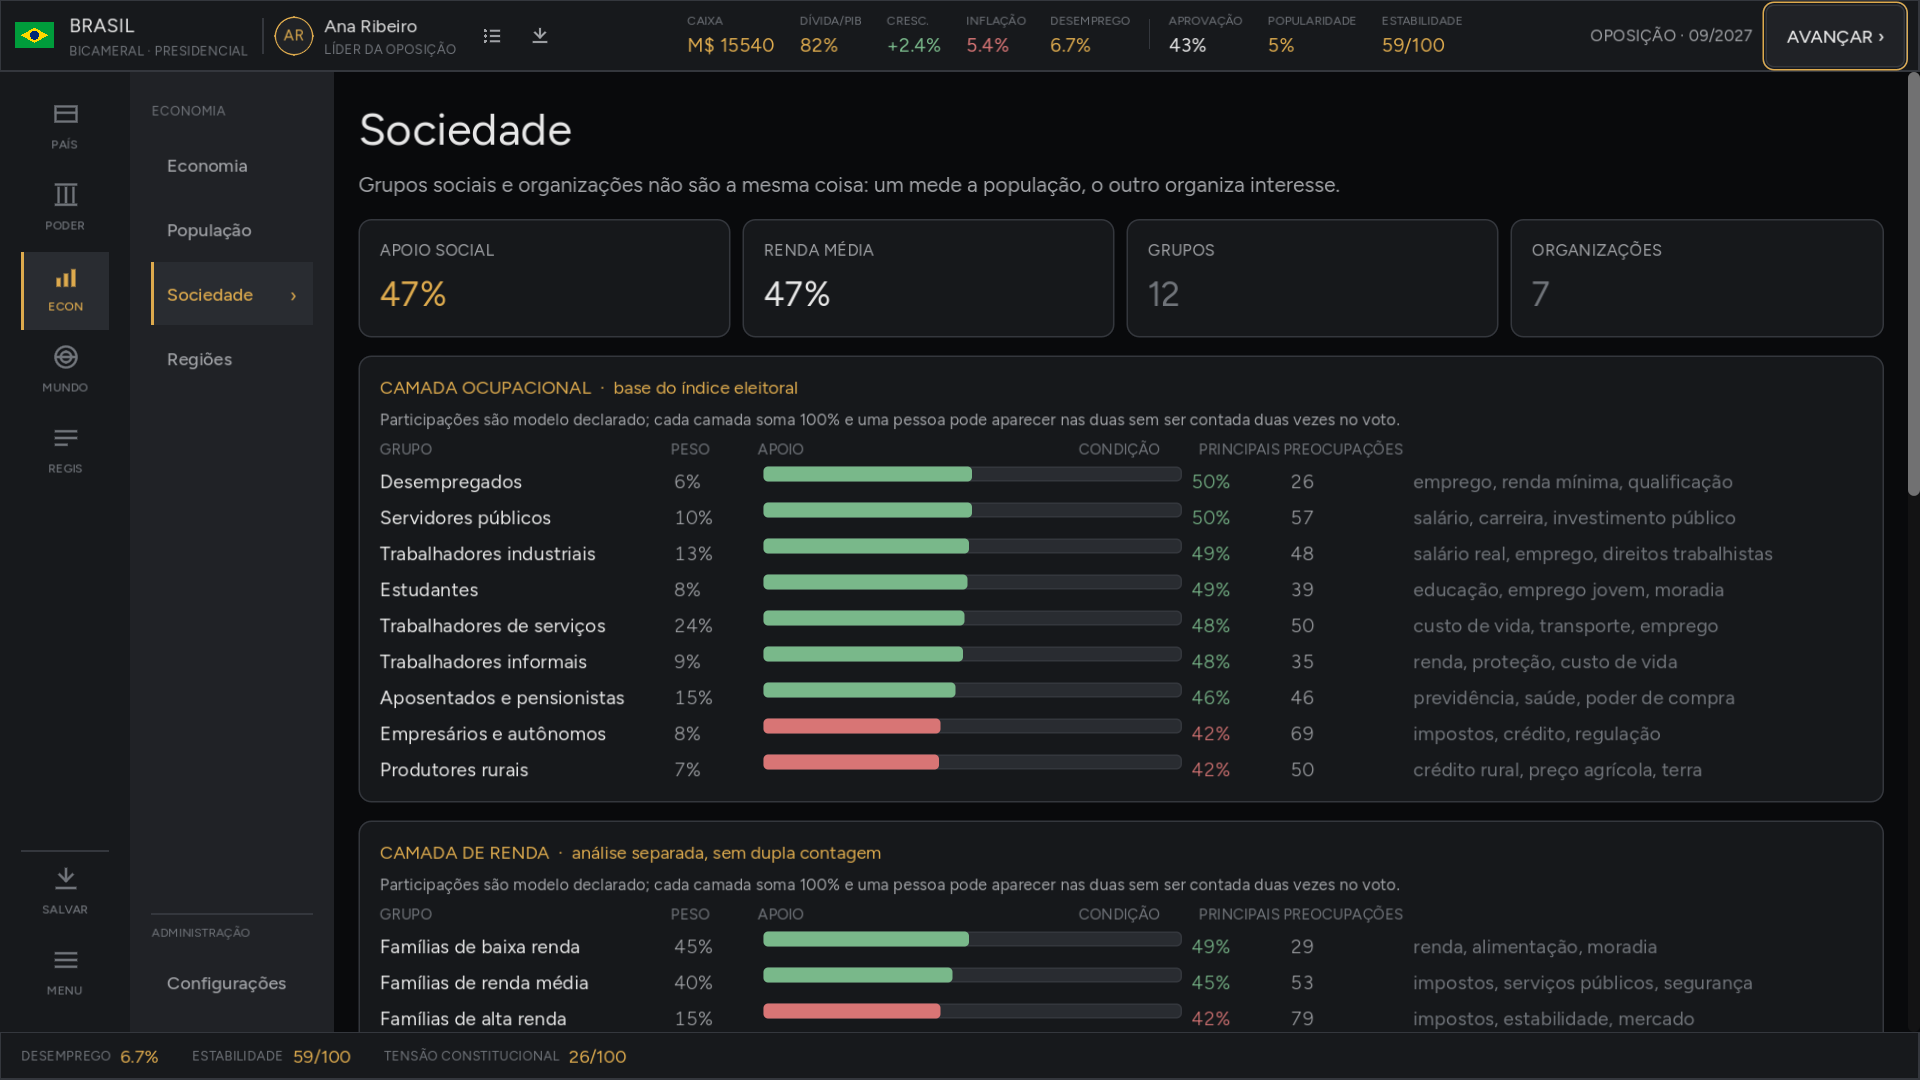 BRASIL
BICAMERAL · PRESIDENCIAL
AR
Ana Ribeiro
LÍDER DA OPOSIÇÃO
CAIXA
M$ 15540
DÍVIDA/PIB
82%
CRESC.
+2.4%
INFLAÇÃO
5.4%
DESEMPREGO
6.7%
APROVAÇÃO
43%
POPULARIDADE
5%
ESTABILIDADE
59/100
OPOSIÇÃO · 09/2027
AVANÇAR ›
PAÍS
PODER
ECON
MUNDO
REGIS
SALVAR
MENU
ECONOMIA
Economia
População
Sociedade ›
Regiões
ADMINISTRAÇÃO
Configurações
Sociedade
Grupos sociais e organizações não são a mesma coisa: um mede a população, o outro organiza interesse.
APOIO SOCIAL
47%
RENDA MÉDIA
47%
GRUPOS
12
ORGANIZAÇÕES
7
CAMADA OCUPACIONAL · base do índice eleitoral
Participações são modelo declarado; cada camada soma 100% e uma pessoa pode aparecer nas duas sem ser contada duas vezes no voto.
GRUPO PESO APOIO CONDIÇÃO PRINCIPAIS PREOCUPAÇÕES
Desempregados 6% 50% 26 emprego, renda mínima, qualificação
Servidores públicos 10% 50% 57 salário, carreira, investimento público
Trabalhadores industriais 13% 49% 48 salário real, emprego, direitos trabalhistas
Estudantes 8% 49% 39 educação, emprego jovem, moradia
Trabalhadores de serviços 24% 48% 50 custo de vida, transporte, emprego
Trabalhadores informais 9% 48% 35 renda, proteção, custo de vida
Aposentados e pensionistas 15% 46% 46 previdência, saúde, poder de compra
Empresários e autônomos 8% 42% 69 impostos, crédito, regulação
Produtores rurais 7% 42% 50 crédito rural, preço agrícola, terra
CAMADA DE RENDA · análise separada, sem dupla contagem
Participações são modelo declarado; cada camada soma 100% e uma pessoa pode aparecer nas duas sem ser contada duas vezes no voto.
GRUPO PESO APOIO CONDIÇÃO PRINCIPAIS PREOCUPAÇÕES
Famílias de baixa renda 45% 49% 29 renda, alimentação, moradia
Famílias de renda média 40% 45% 53 impostos, serviços públicos, segurança
Famílias de alta renda 15% 42% 79 impostos, estabilidade, mercado
DESEMPREGO 6.7% ESTABILIDADE 59/100 TENSÃO CONSTITUCIONAL 26/100